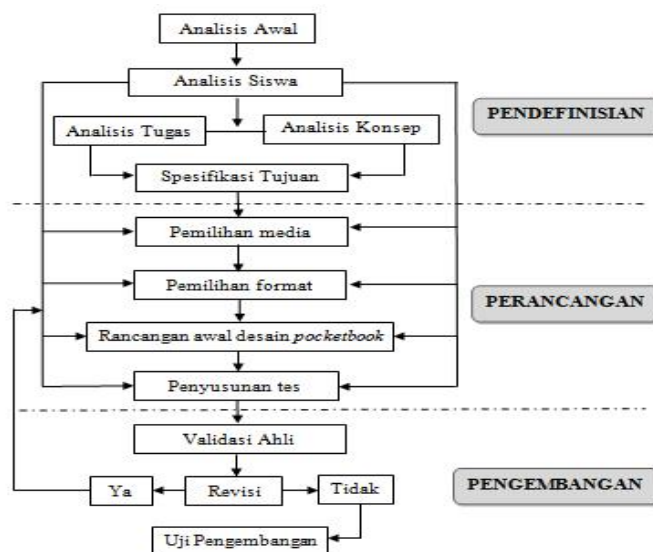 Analisis Awal
Analisis Siswa
PENDEFINISIAN
Analisis Tugas
Analisis Konsep
Spesifikasi Tujuan
Pemilihan media
Pemilihan format
PERANCANGAN
Rancangan awal desain pocketbook
Penyusunan tes
Validasi Ahli
Ya
Revisi
Tidak
PENGEMBANGAN
Uji Pengembangan